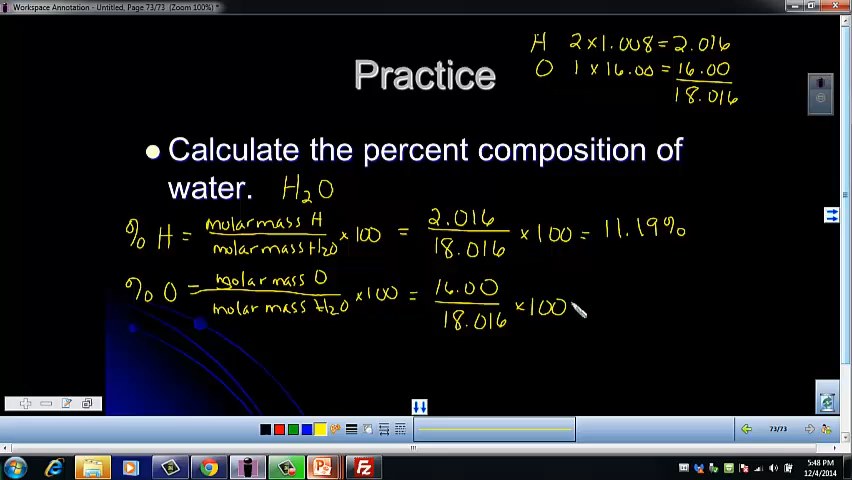 Workspace Annotation - Untitled, Page 73/73 (Zoom 100%) *
H 2 × 1.008 = 2.016
O 1 × 16.00 = 16.00
18.016
Practice
Calculate the percent composition of
water. H₂O
% H = molar mass H / molar mass H₂O × 100 = 2.016 / 18.016 × 100 = 11.19%
% O = molar mass O / molar mass H₂O × 100 = 16.00 / 18.016 × 100
73/73
5:48 PM
12/4/2014